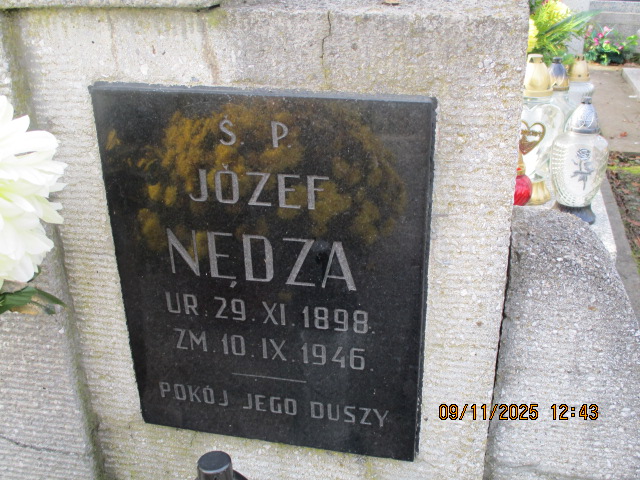 Ś. P.
JÓZEF
NĘDZA
UR. 29. XI. 1898.
ZM. 10. IX. 1946.
POKÓJ JEGO DUSZY
09/11/2025 12:43